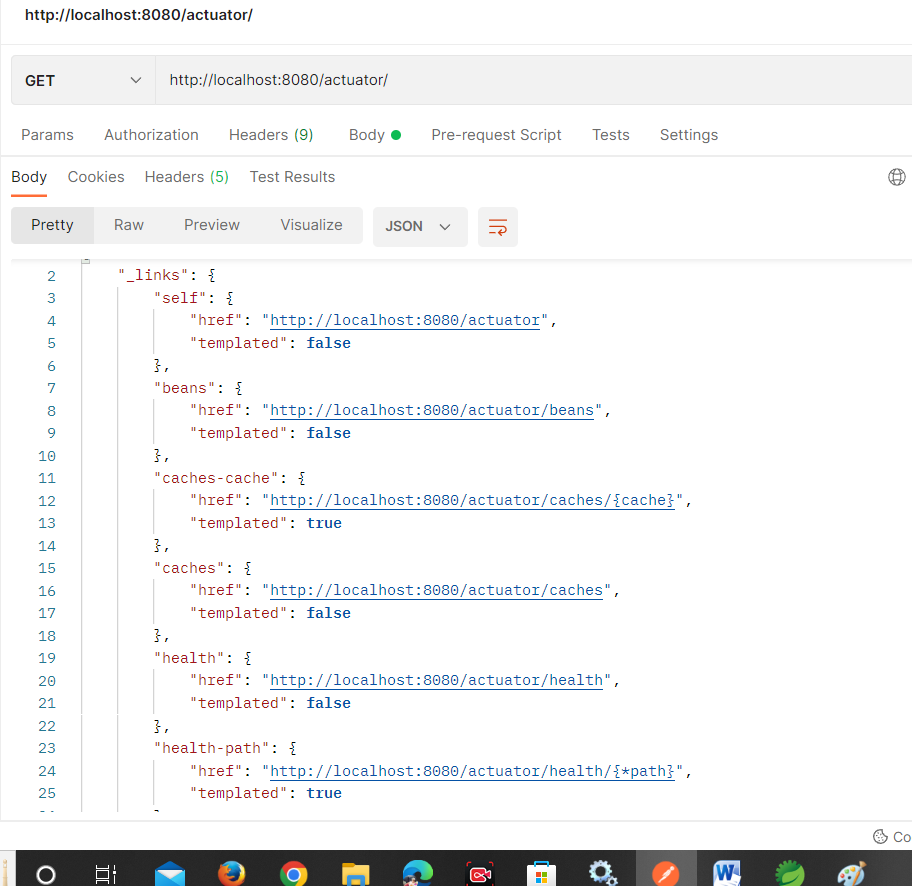 http://localhost:8080/actuator/
GET http://localhost:8080/actuator/
Params Authorization Headers (9) Body Pre-request Script Tests Settings
Body Cookies Headers (5) Test Results
Pretty Raw Preview Visualize JSON
2 "_links": {
3 "self": {
4 "href": "http://localhost:8080/actuator",
5 "templated": false
6 },
7 "beans": {
8 "href": "http://localhost:8080/actuator/beans",
9 "templated": false
10 },
11 "caches-cache": {
12 "href": "http://localhost:8080/actuator/caches/{cache}",
13 "templated": true
14 },
15 "caches": {
16 "href": "http://localhost:8080/actuator/caches",
17 "templated": false
18 },
19 "health": {
20 "href": "http://localhost:8080/actuator/health",
21 "templated": false
22 },
23 "health-path": {
24 "href": "http://localhost:8080/actuator/health/{*path}",
25 "templated": true
Co